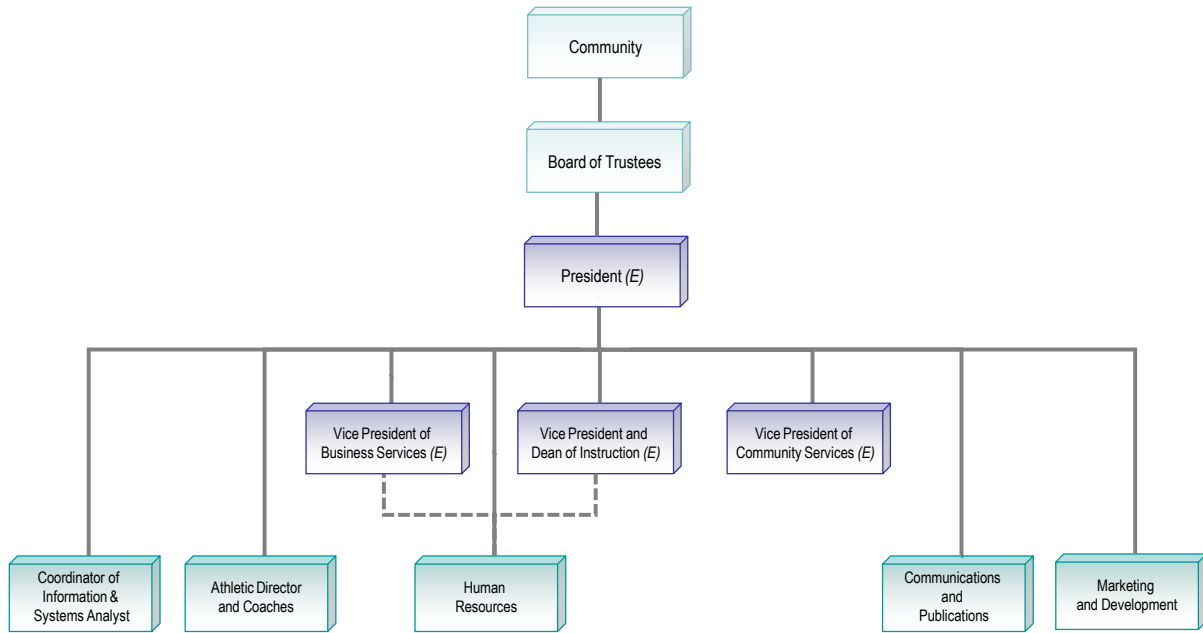 Community
Board of Trustees
President (E)
Vice President of
Business Services (E)
Vice President and
Dean of Instruction (E)
Vice President of
Community Services (E)
Coordinator of
Information &
Systems Analyst
Athletic Director
and Coaches
Human
Resources
Communications
and
Publications
Marketing
and Development